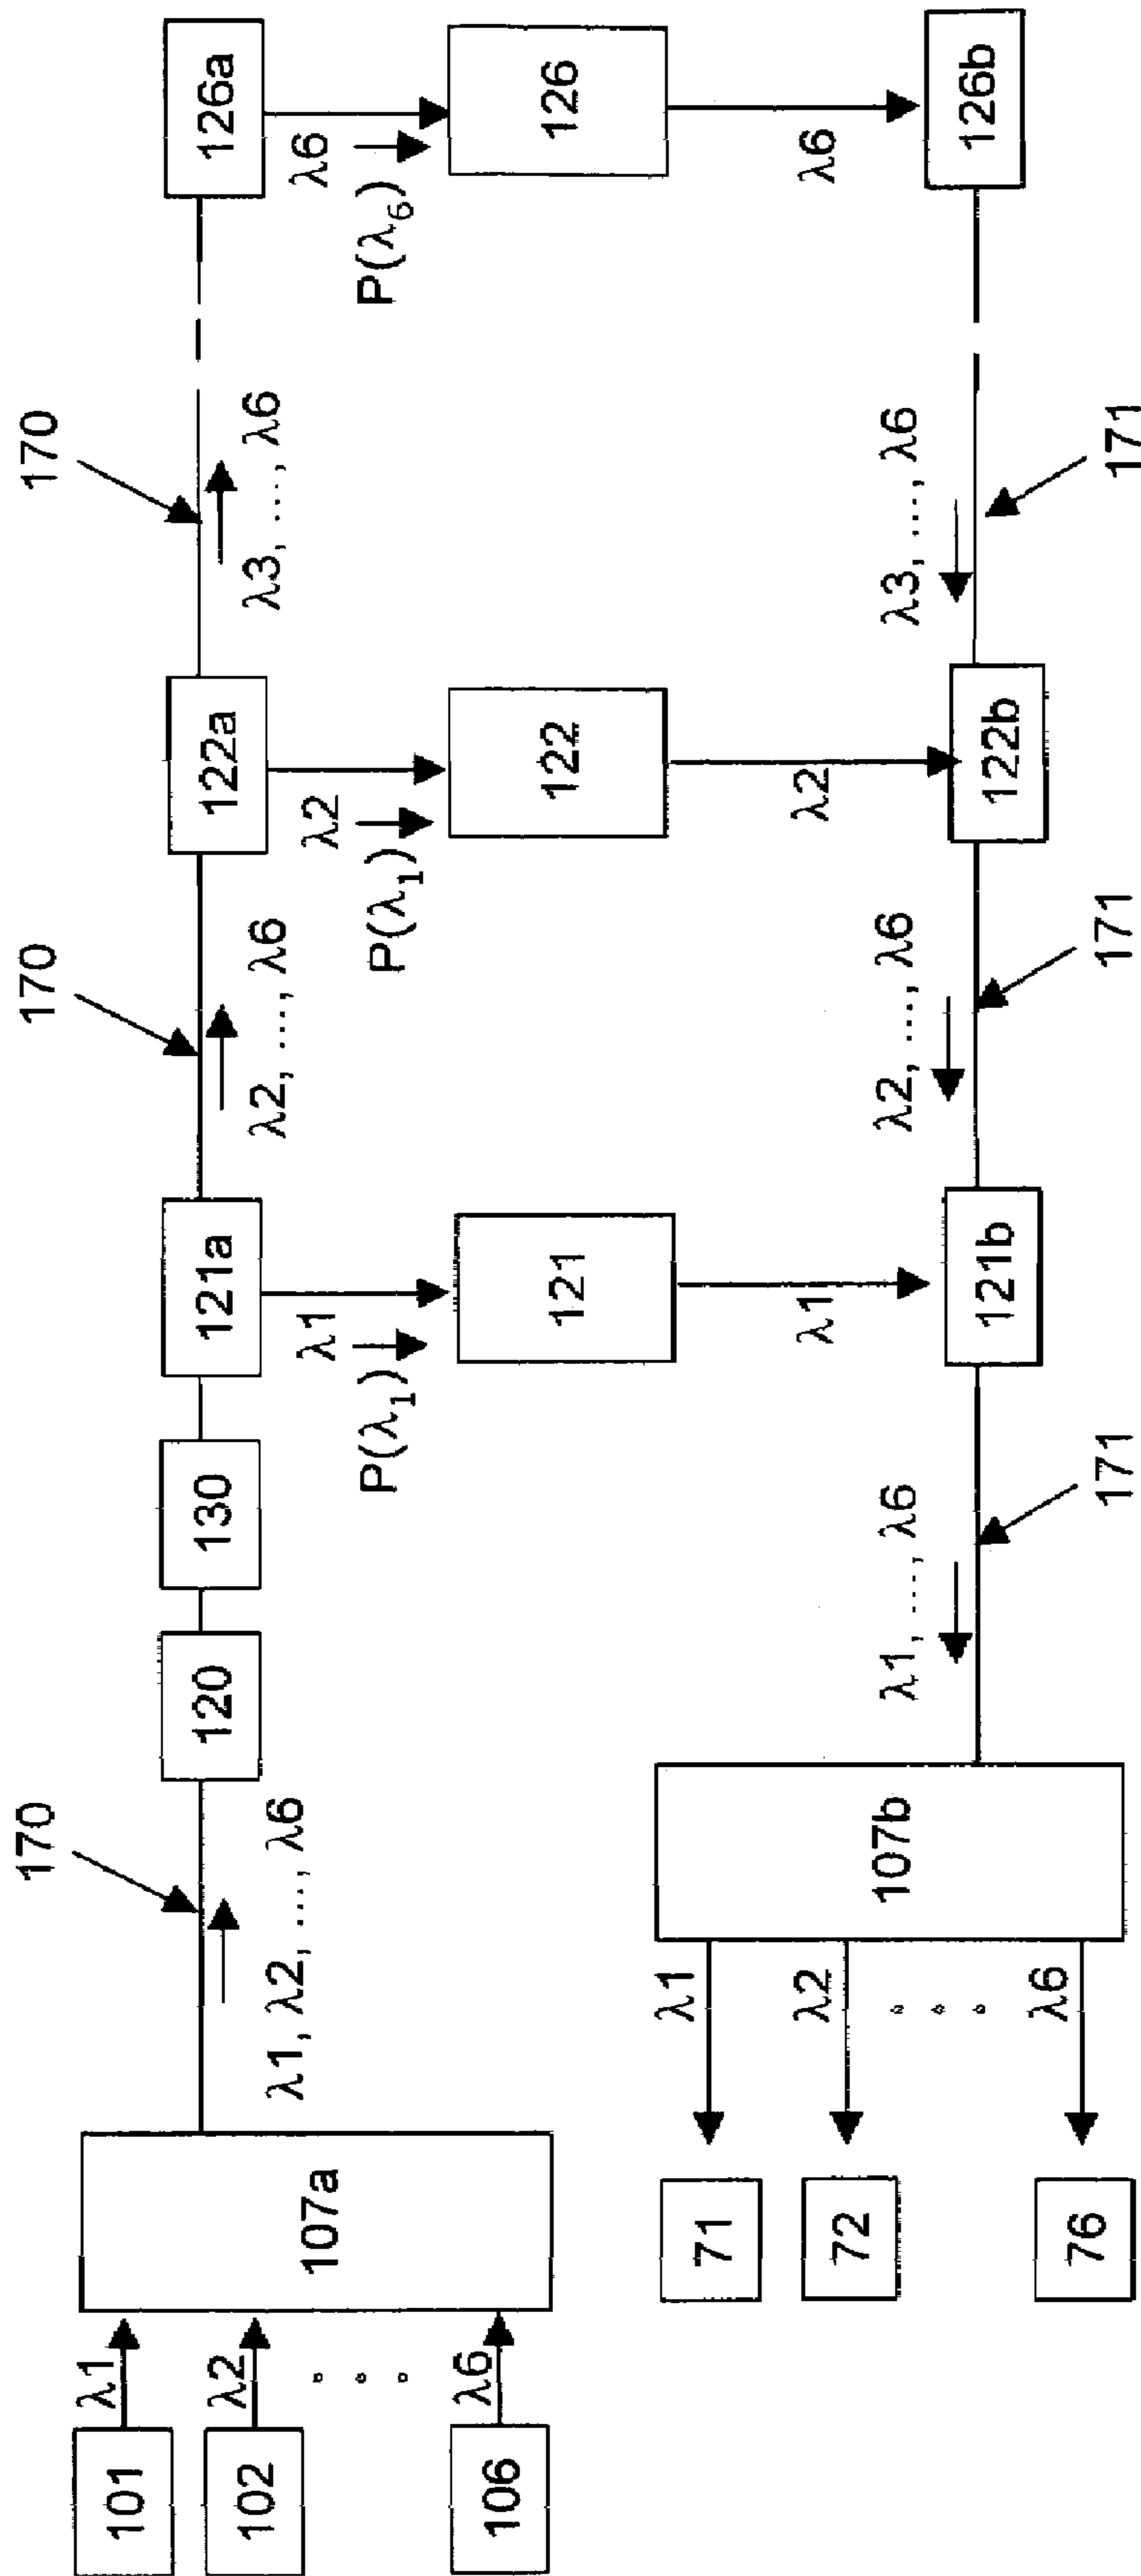 170
170
170
101
102
106
λ1
λ2
λ6
107a
λ1, λ2, ..., λ6
120
130
121a
λ2, ..., λ6
122a
λ3, ..., λ6
126a
λ1
P(λ1)
λ2
P(λ1)
λ6
P(λ6)
121
122
126
λ1
λ2
λ6
71
72
76
λ1
λ2
λ6
107b
λ1, ..., λ6
121b
λ2, ..., λ6
122b
λ3, ..., λ6
126b
171
171
171